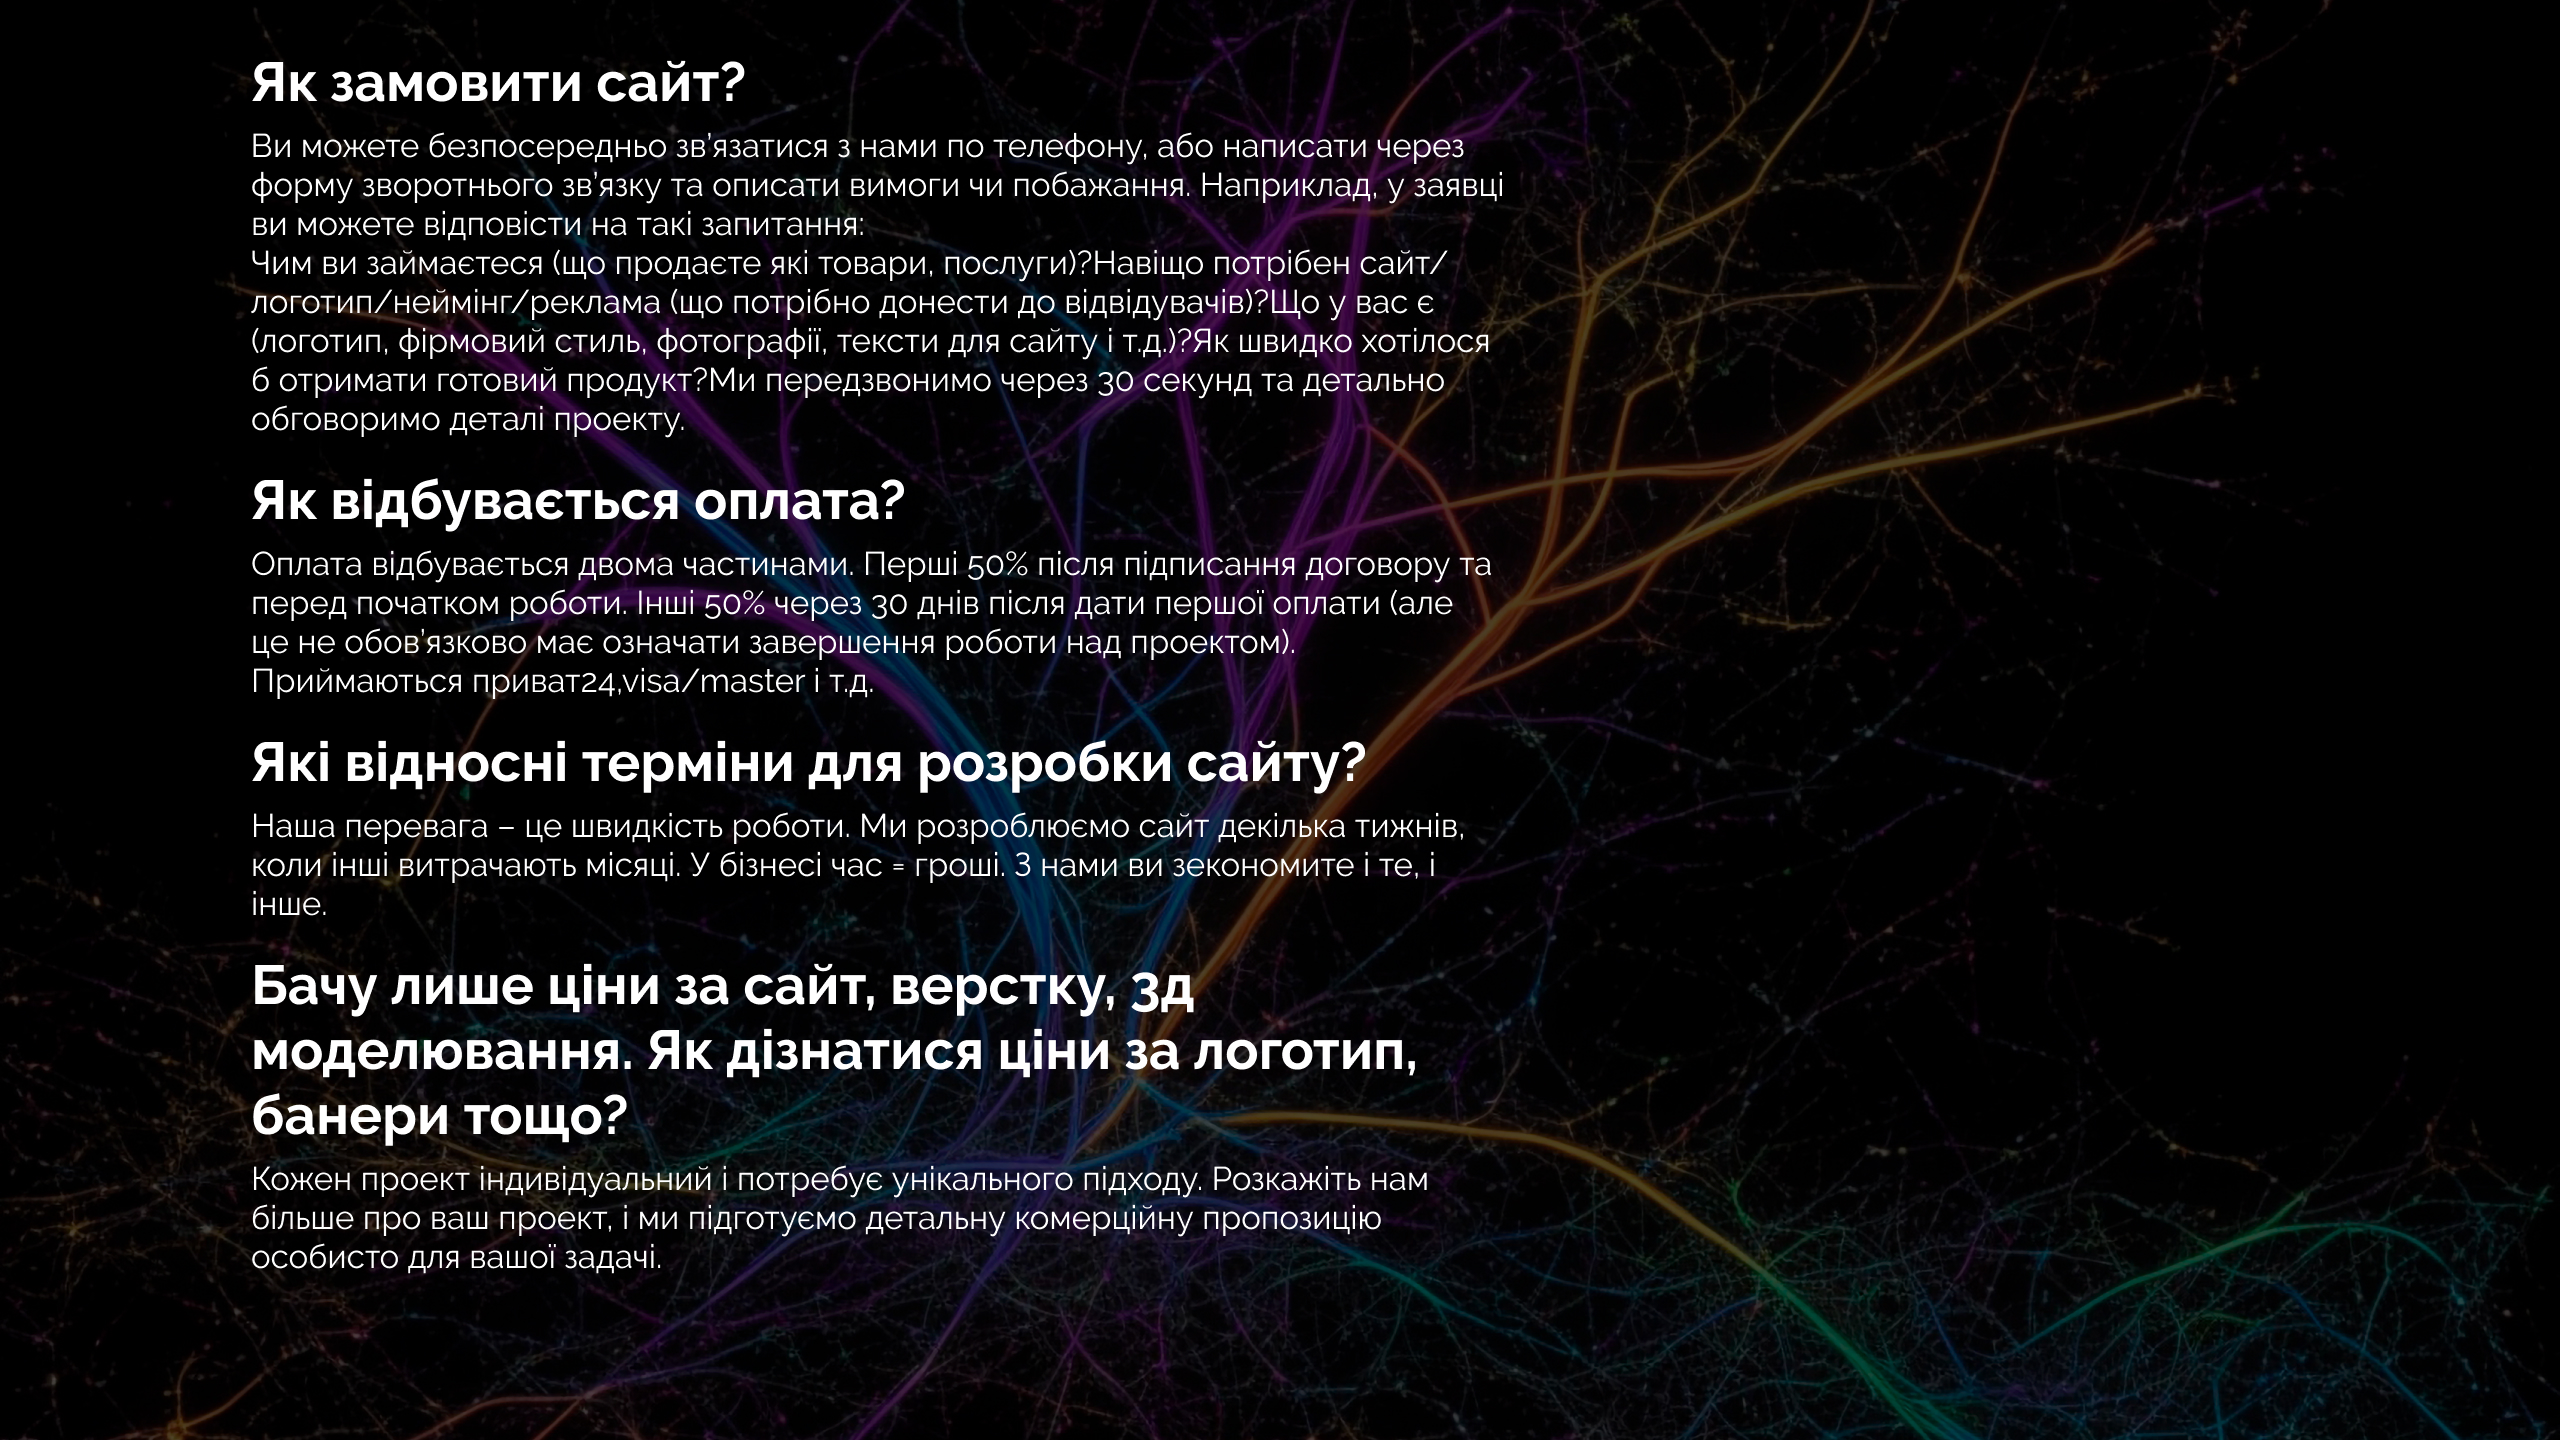 Як замовити сайт?
Ви можете безпосередньо зв’язатися з нами по телефону, або написати через
форму зворотнього зв’язку та описати вимоги чи побажання. Наприклад, у заявці
ви можете відповісти на такі запитання:
Чим ви займаєтеся (що продаєте які товари, послуги)?Навіщо потрібен сайт/
логотип/неймінг/реклама (що потрібно донести до відвідувачів)?Що у вас є
(логотип, фірмовий стиль, фотографії, тексти для сайту і т.д.)?Як швидко хотілося
б отримати готовий продукт?Ми передзвонимо через 30 секунд та детально
обговоримо деталі проекту.
Як відбувається оплата?
Оплата відбувається двома частинами. Перші 50% після підписання договору та
перед початком роботи. Інші 50% через 30 днів після дати першої оплати (але
це не обов’язково має означати завершення роботи над проектом).
Приймаються приват24,visa/master і т.д.
Які відносні терміни для розробки сайту?
Наша перевага – це швидкість роботи. Ми розроблюємо сайт декілька тижнів,
коли інші витрачають місяці. У бізнесі час = гроші. З нами ви зекономите і те, і
інше.
Бачу лише ціни за сайт, верстку, 3д
моделювання. Як дізнатися ціни за логотип,
банери тощо?
Кожен проект індивідуальний і потребує унікального підходу. Розкажіть нам
більше про ваш проект, і ми підготуємо детальну комерційну пропозицію
особисто для вашої задачі.